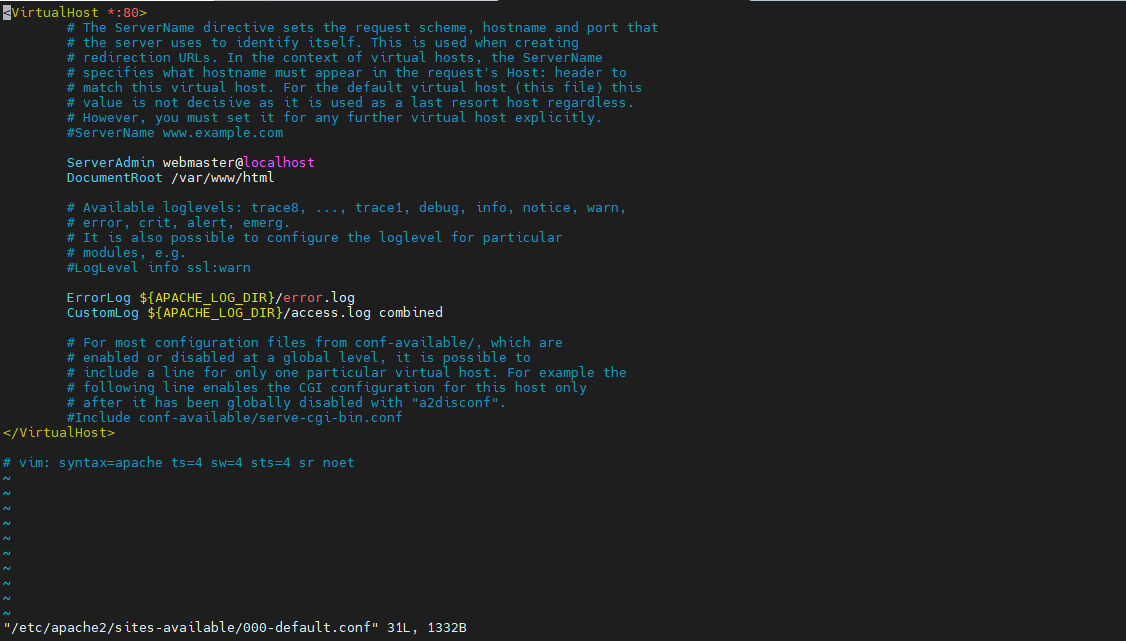 <VirtualHost *:80>
# The ServerName directive sets the request scheme, hostname and port that
# the server uses to identify itself. This is used when creating
# redirection URLs. In the context of virtual hosts, the ServerName
# specifies what hostname must appear in the request's Host: header to
# match this virtual host. For the default virtual host (this file) this
# value is not decisive as it is used as a last resort host regardless.
# However, you must set it for any further virtual host explicitly.
#ServerName www.example.com
ServerAdmin webmaster@localhost
DocumentRoot /var/www/html
# Available loglevels: trace8, ..., trace1, debug, info, notice, warn,
# error, crit, alert, emerg.
# It is also possible to configure the loglevel for particular
# modules, e.g.
#LogLevel info ssl:warn
ErrorLog ${APACHE_LOG_DIR}/error.log
CustomLog ${APACHE_LOG_DIR}/access.log combined
# For most configuration files from conf-available/, which are
# enabled or disabled at a global level, it is possible to
# include a line for only one particular virtual host. For example the
# following line enables the CGI configuration for this host only
# after it has been globally disabled with "a2disconf".
#Include conf-available/serve-cgi-bin.conf
</VirtualHost>
# vim: syntax=apache ts=4 sw=4 sts=4 sr noet
~
~
~
~
~
~
~
~
~
~
"/etc/apache2/sites-available/000-default.conf" 31L, 1332B